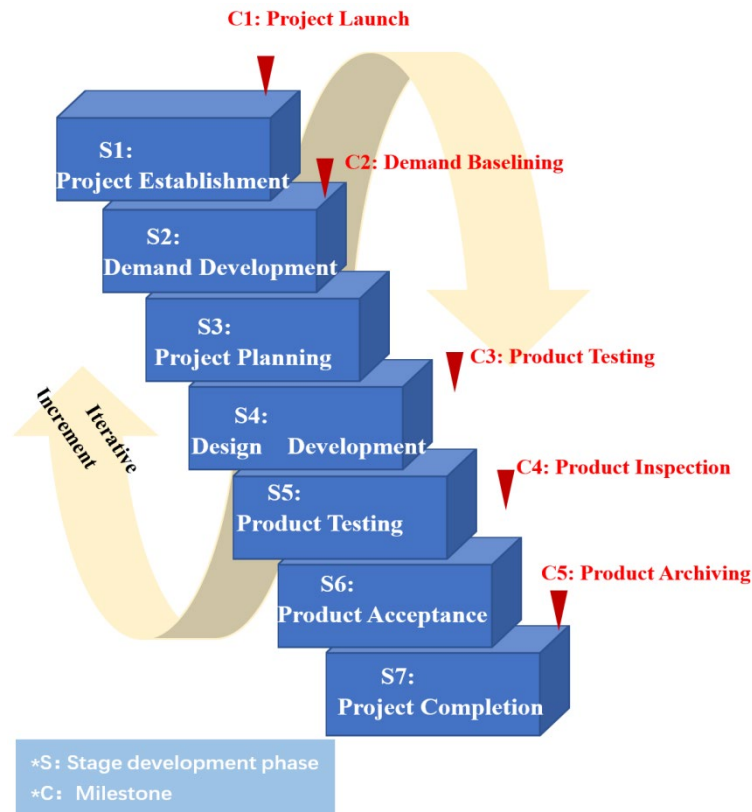 C1: Project Launch
S1:
Project Establishment
C2: Demand Baselining
S2:
Demand Development
S3:
Project Planning
C3: Product Testing
S4:
Design Development
Iterative
Increment
C4: Product Inspection
S5:
Product Testing
C5: Product Archiving
S6:
Product Acceptance
S7:
Project Completion
*S: Stage development phase
*C: Milestone